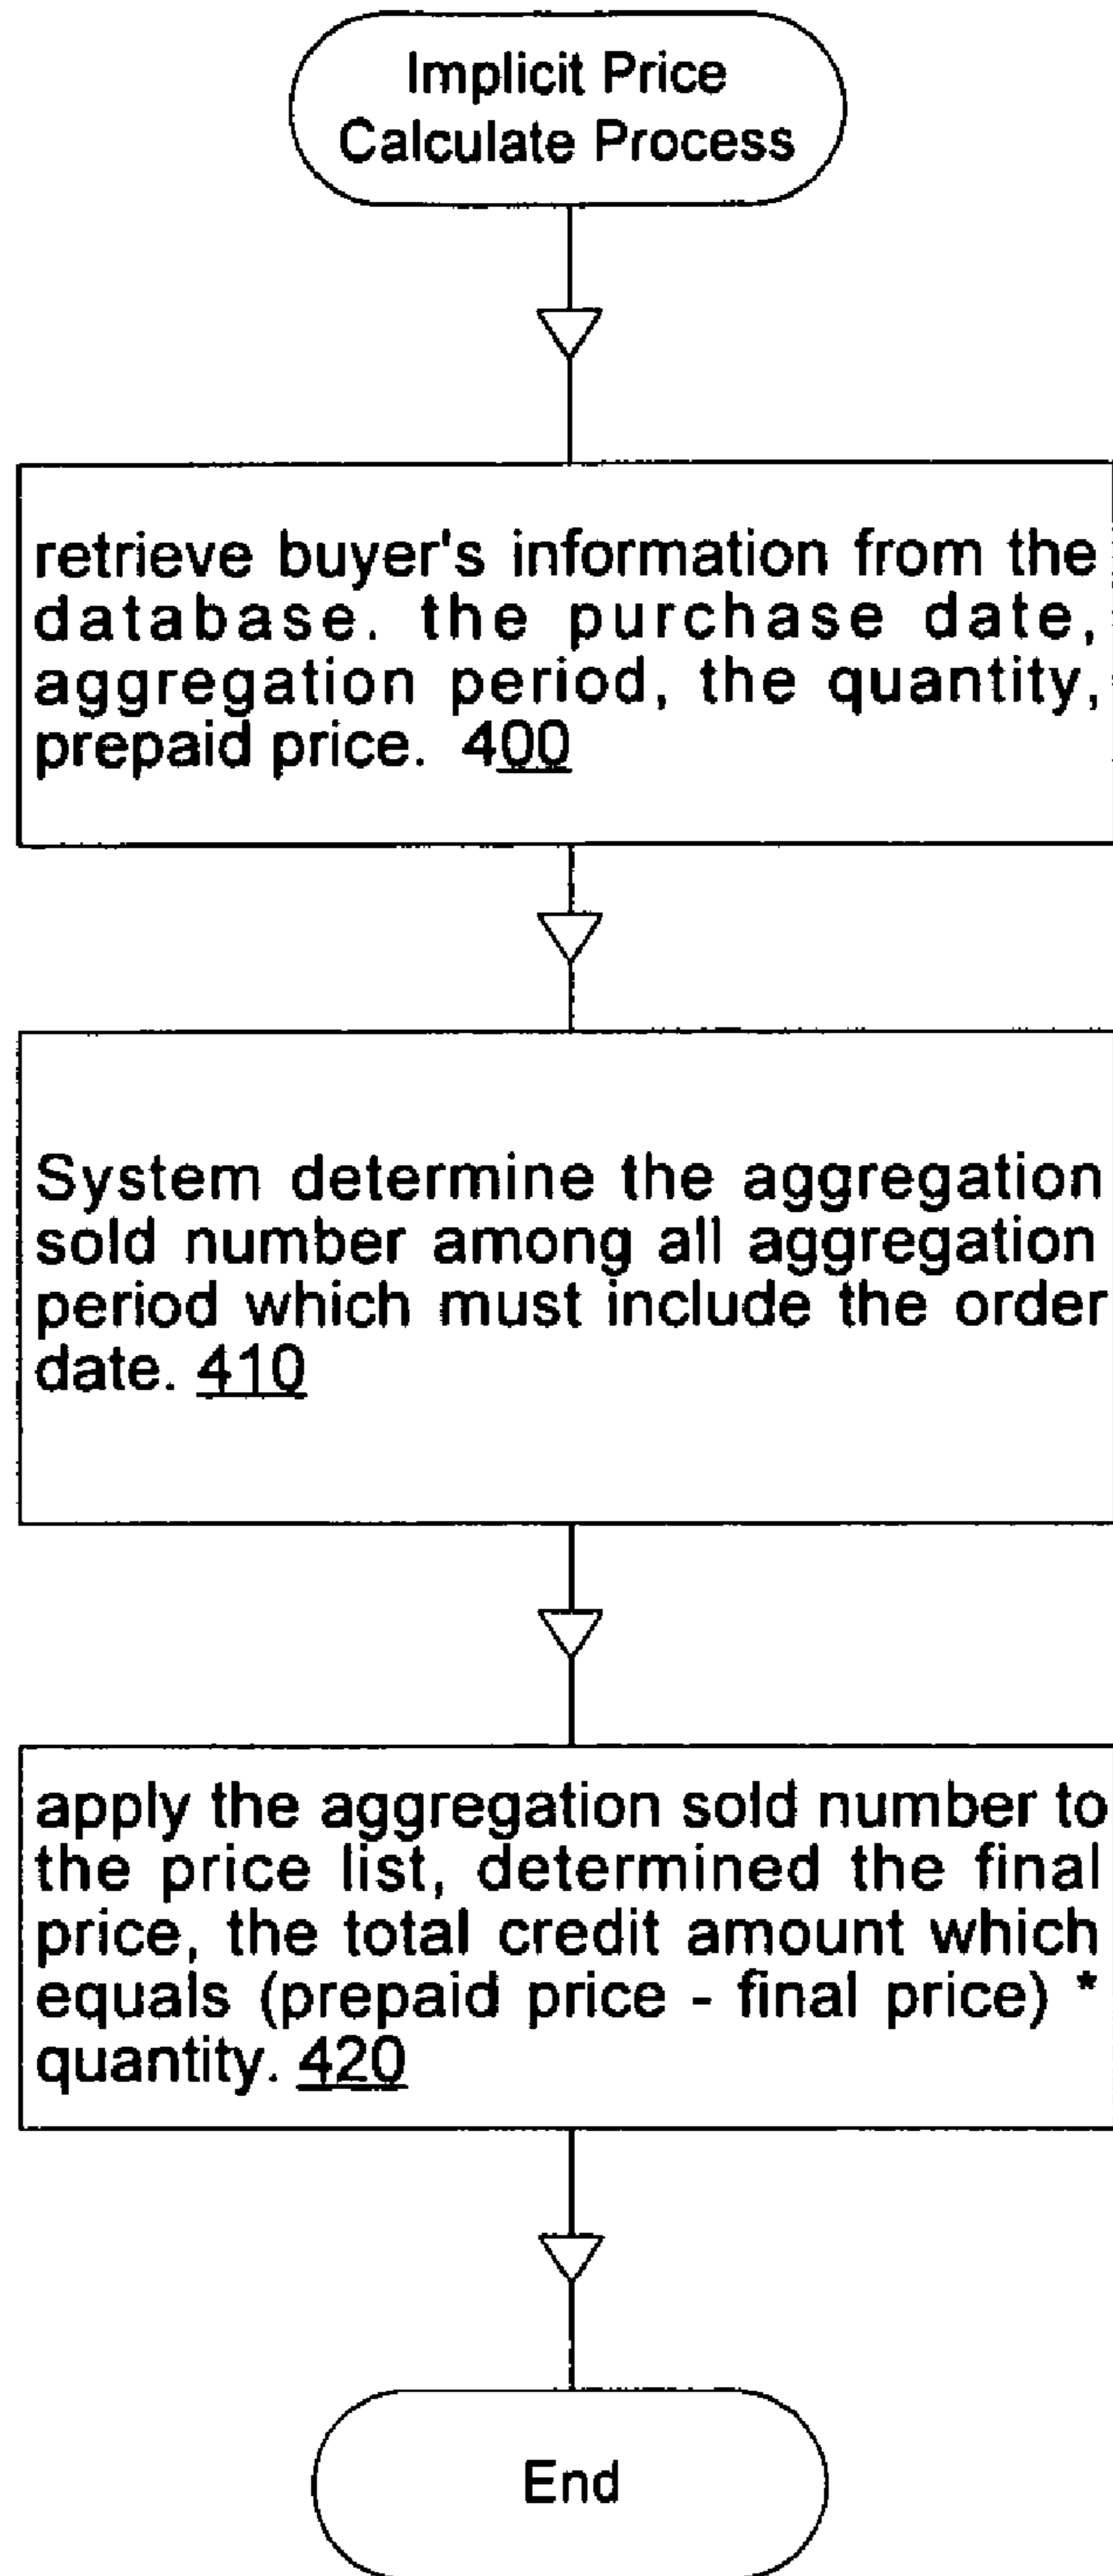 Implicit Price
Calculate Process
retrieve buyer's information from the
database. the purchase date,
aggregation period, the quantity,
prepaid price. 400
System determine the aggregation
sold number among all aggregation
period which must include the order
date. 410
apply the aggregation sold number to
the price list, determined the final
price, the total credit amount which
equals (prepaid price - final price) *
quantity. 420
End